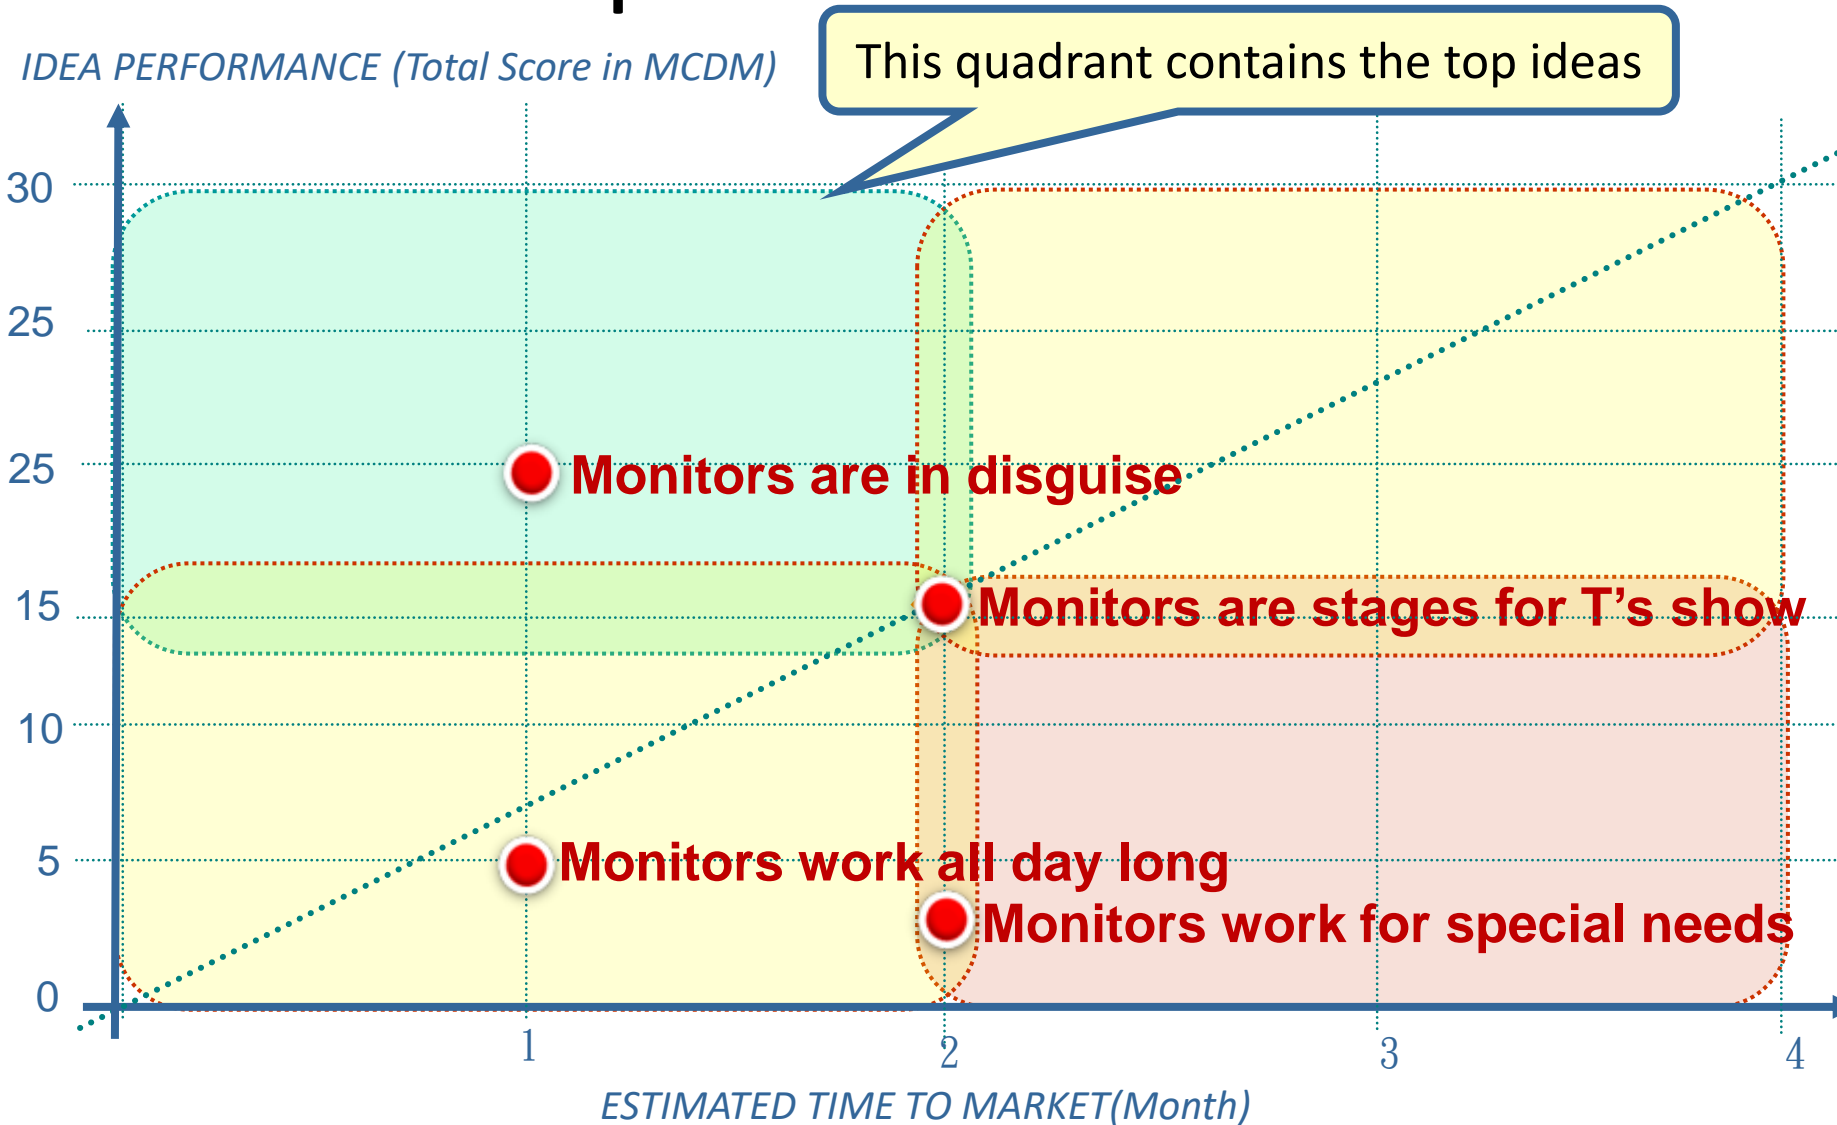 This quadrant contains the top ideas
IDEA PERFORMANCE (Total Score in MCDM)
30
25
25
Monitors are in disguise
15
Monitors are stages for T’s show
10
5
Monitors work all day long
Monitors work for special needs
0
1
2
3
4
ESTIMATED TIME TO MARKET(Month)